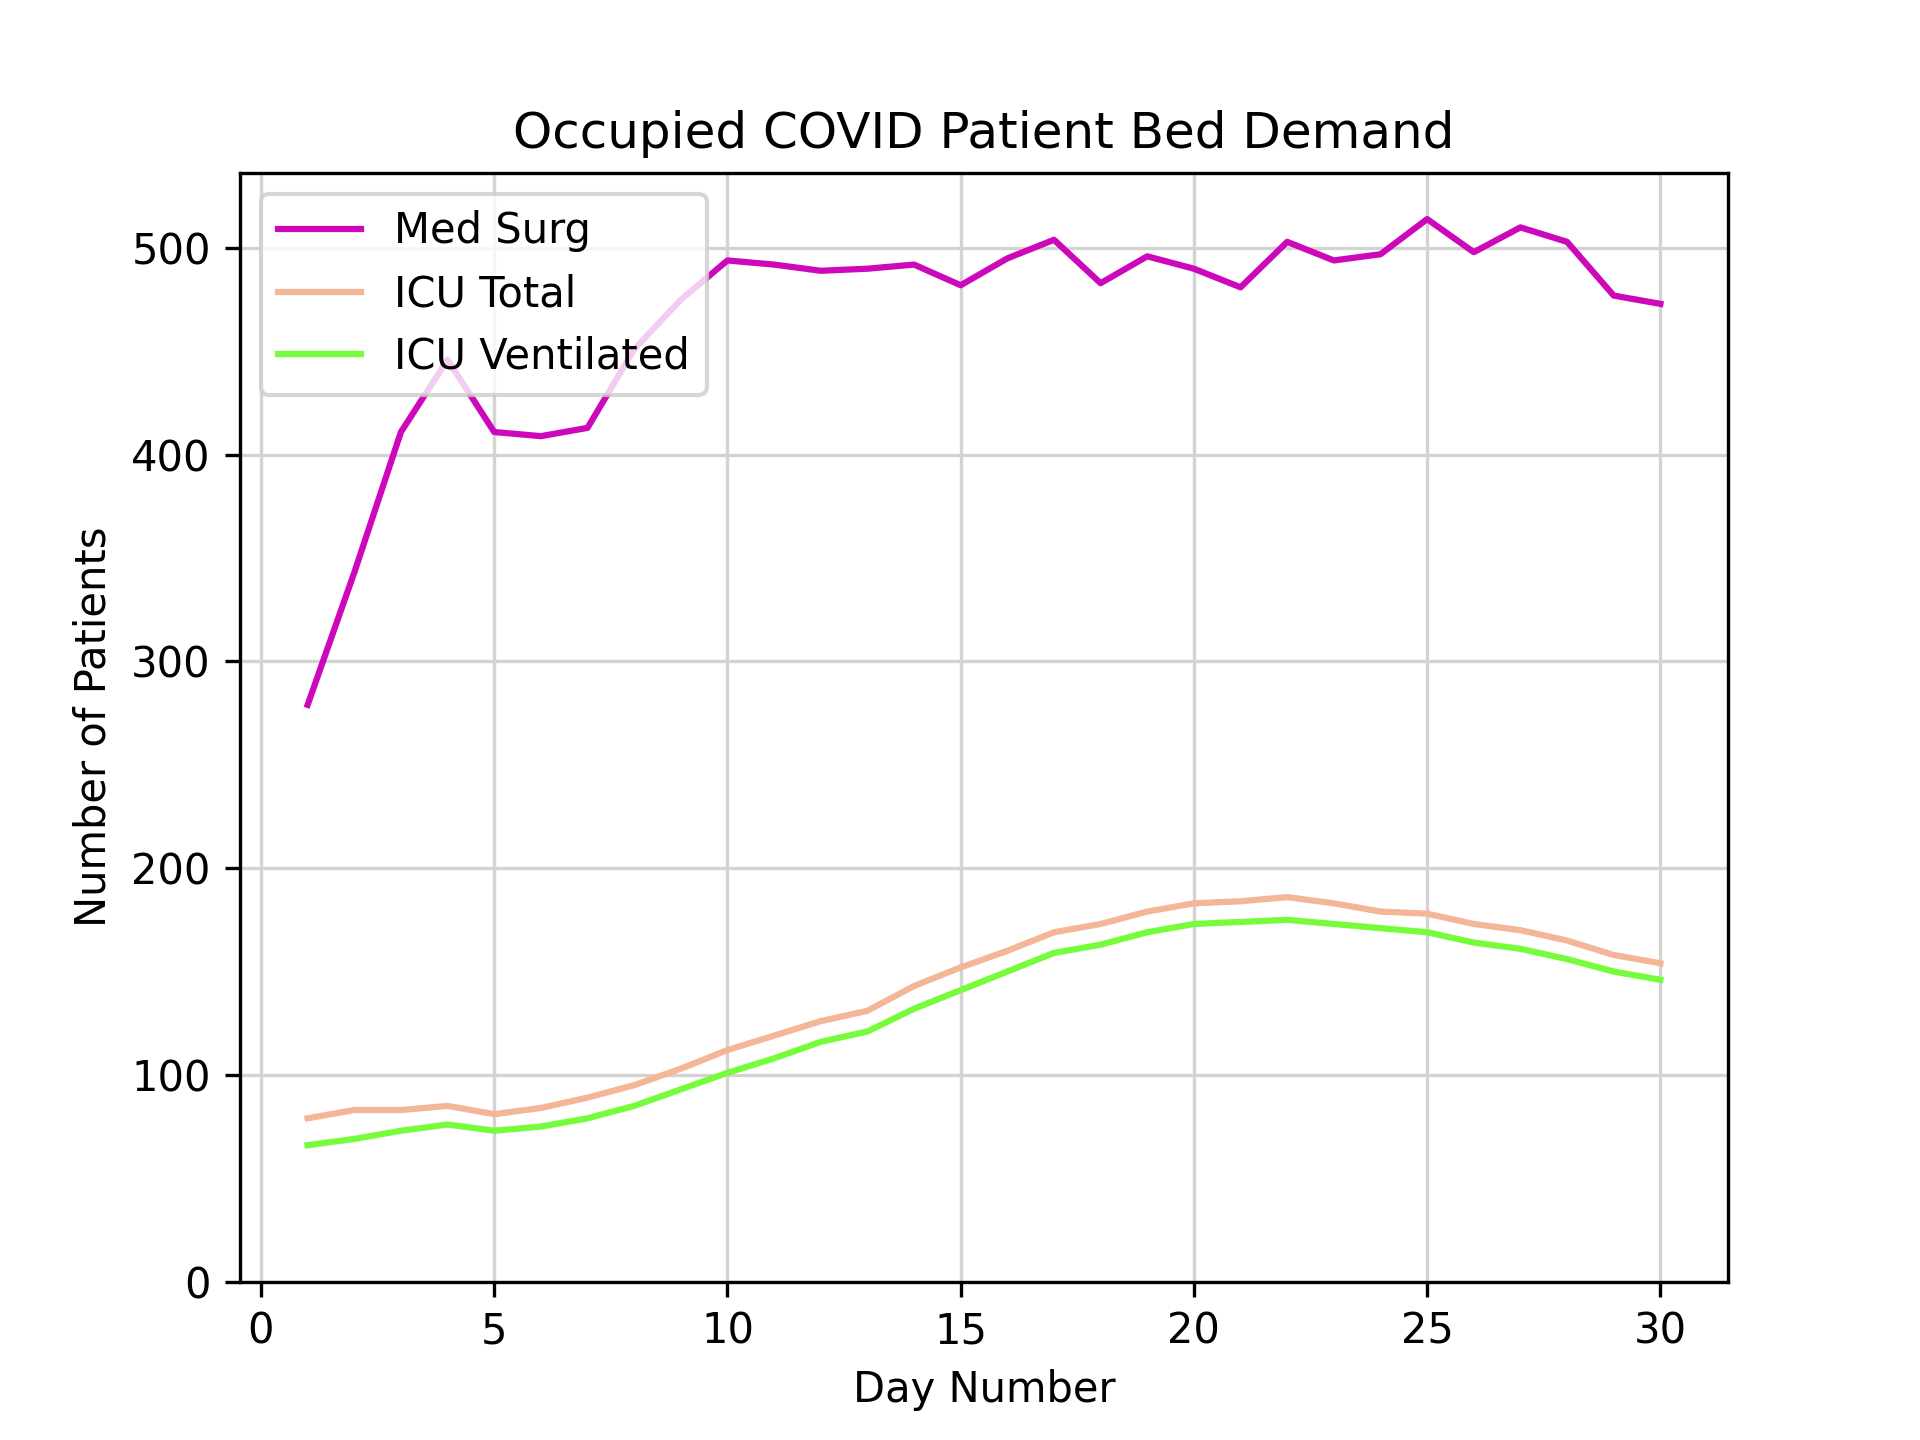 Occupied COVID Patient Bed Demand
Med Surg
ICU Total
ICU Ventilated
Number of Patients
500
400
300
200
100
0
0 5 10 15 20 25 30
Day Number